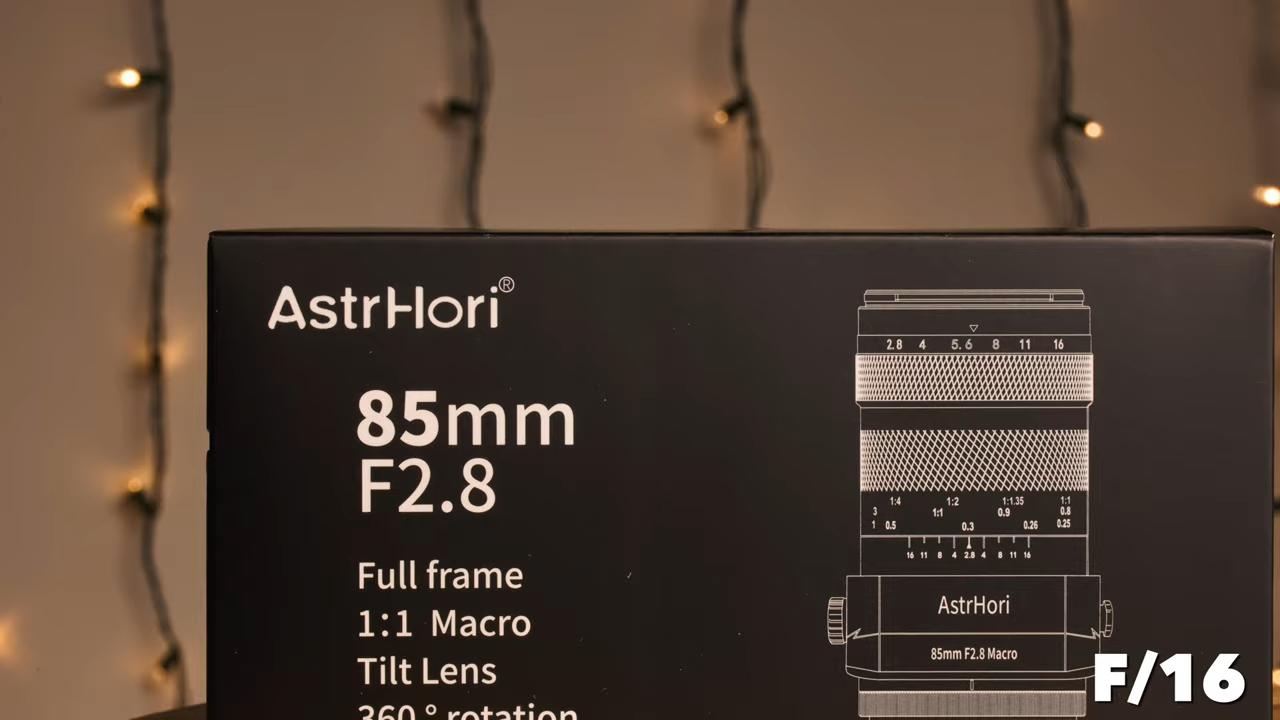 AstrHori®
85mm
F2.8
Full frame
1:1 Macro
Tilt Lens
360° rotation
2.8 4 5.6 8 11 16
1:4 1:2 1:1.35 1:1
3 1:1 0.9 0.8
1 0.5 0.3 0.26 0.25
16 11 8 4 2.8 4 8 11 16
AstrHori
85mm F2.8 Macro
F/16